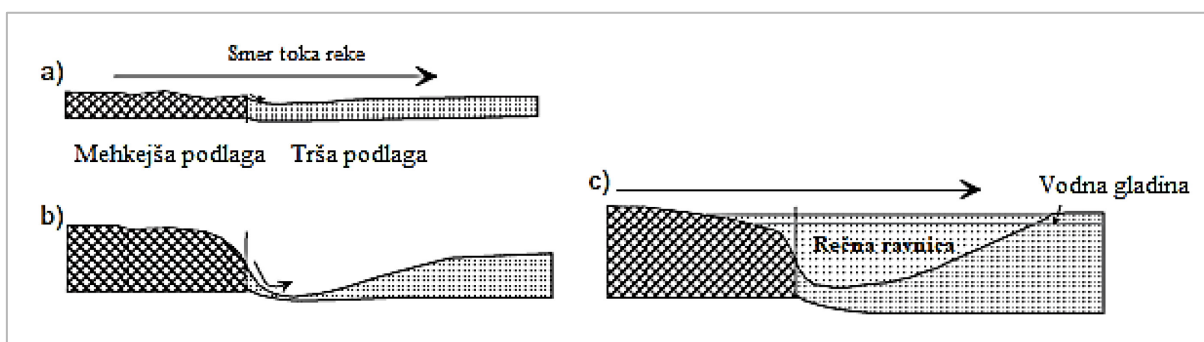 Smer toka reke
a)
Mehkejša podlaga Trša podlaga
b)
c)
Vodna gladina
Rečna ravnica